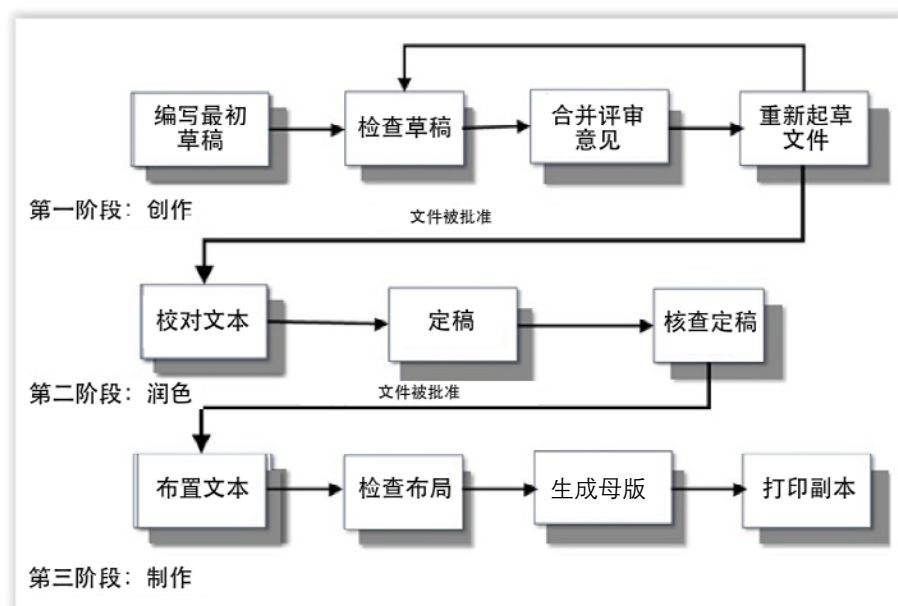 编写最初
草稿
检查草稿
合并评审
意见
重新起草
文件
第一阶段：创作
文件被批准
校对文本
定稿
核查定稿
第二阶段：润色
文件被批准
布置文本
检查布局
生成母版
打印副本
第三阶段：制作